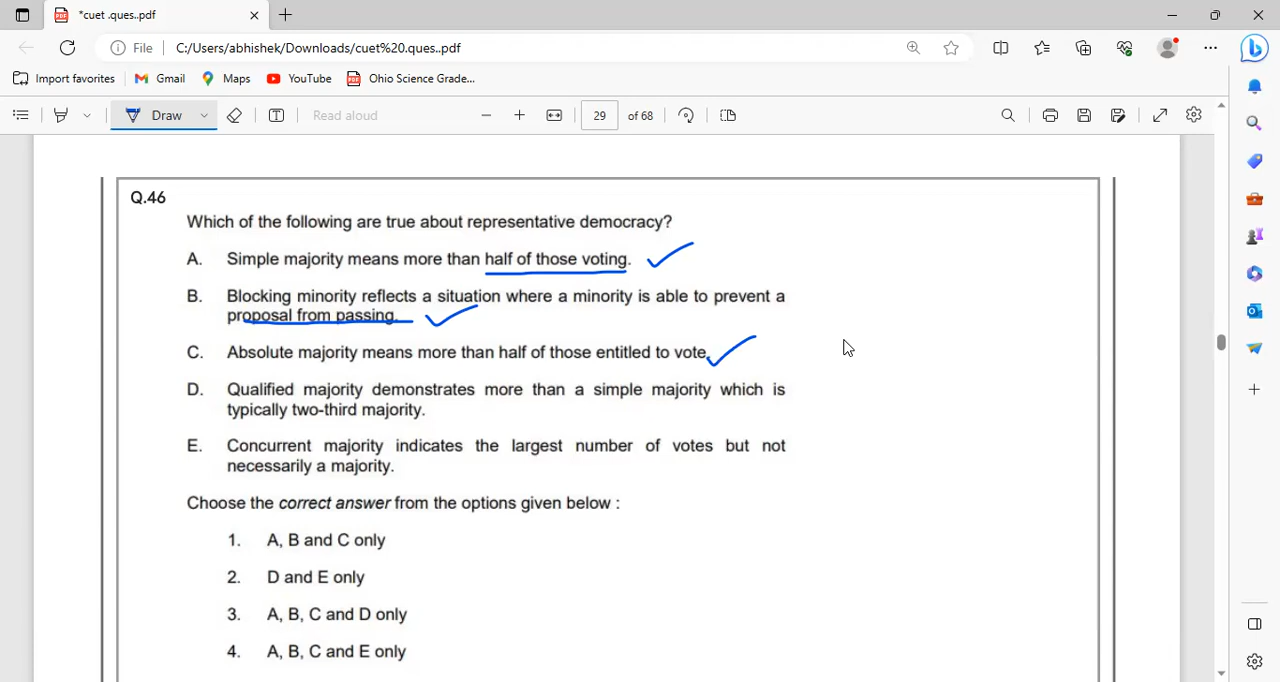 *cuet .ques..pdf
File
C:/Users/abhishek/Downloads/cuet%20.ques..pdf
Import favorites
Gmail
Maps
YouTube
Ohio Science Grade...
Draw
Read aloud
29
of 68
Q.46
Which of the following are true about representative democracy?
A. Simple majority means more than half of those voting.
B. Blocking minority reflects a situation where a minority is able to prevent a
proposal from passing.
C. Absolute majority means more than half of those entitled to vote.
D. Qualified majority demonstrates more than a simple majority which is
typically two-third majority.
E. Concurrent majority indicates the largest number of votes but not
necessarily a majority.
Choose the correct answer from the options given below :
1. A, B and C only
2. D and E only
3. A, B, C and D only
4. A, B, C and E only